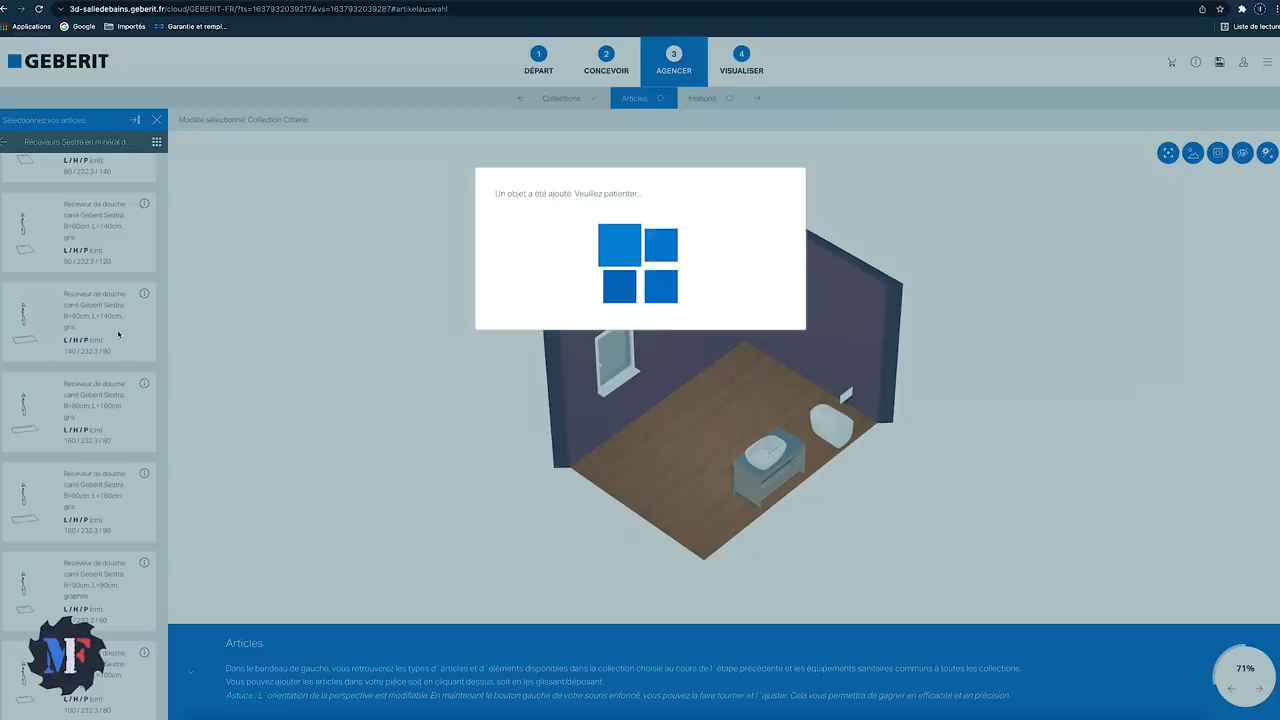 3d-salledebains.geberit.fr/cloud/GEBERIT-FR/?ts=1637932039217&vs=1637932039287#artikelauswahl
Applications
Google
Importés
Garantie et rempl...
Liste de lecture
GEBERIT
1
DÉPART
2
CONCEVOIR
3
AGENCER
4
VISUALISER
Collections
Articles
Finitions
Sélectionnez vos articles
Modèle sélectionné: Collection Citterio
Receveurs Sestra en minéral d...
L / H / P (cm):
80 / 232.3 / 140
Receveur de douche
carré Geberit Sestra
B=80cm, L=140cm,
gris
L / H / P (cm):
90 / 232.3 / 120
Receveur de douche
carré Geberit Sestra
B=90cm, L=140cm,
gris
L / H / P (cm):
140 / 232.3 / 90
Receveur de douche
carré Geberit Sestra
B=80cm, L=160cm,
gris
L / H / P (cm):
160 / 232.3 / 80
Receveur de douche
carré Geberit Sestra
B=90cm, L=160cm,
gris
L / H / P (cm):
160 / 232.3 / 90
Receveur de douche
carré Geberit Sestra
B=90cm, L=90cm,
graphite
L / H / P (cm):
/ 232.3 / 90
100 / 232.3 / 80
MF
Un objet a été ajouté. Veuillez patienter...
Articles
Dans le bandeau de gauche, vous retrouverez les types d´articles et d´éléments disponibles dans la collection choisie au cours de l´étape précédente et les équipements sanitaires communs à toutes les collections.
Vous pouvez ajouter les articles dans votre pièce soit en cliquant dessus, soit en les glissant/déposant.
Astuce : L´orientation de la perspective est modifiable. En maintenant le bouton gauche de votre souris enfoncé, vous pouvez la faire tourner et l´ajuster. Cela vous permettra de gagner en efficacité et en précision.
71%